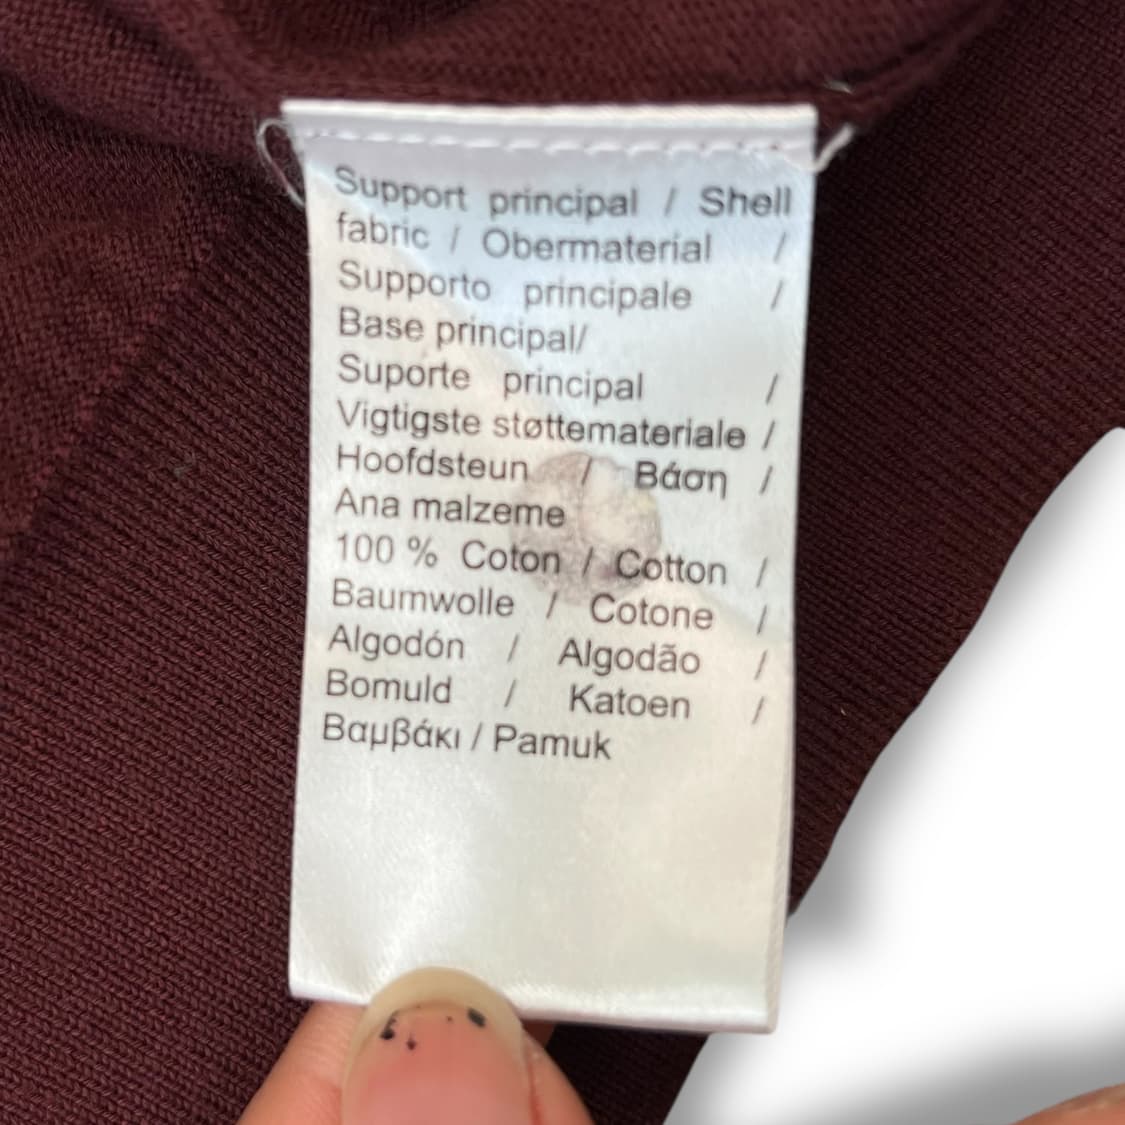 Support principal / Shell
fabric / Obermaterial /
Supporto principale /
Base principal/
Suporte principal /
Vigtigste støttemateriale /
Hoofdsteun / Βάση /
Ana malzeme
100 % Coton / Cotton /
Baumwolle / Cotone /
Algodón / Algodão /
Bomuld / Katoen /
Βαμβάκι / Pamuk